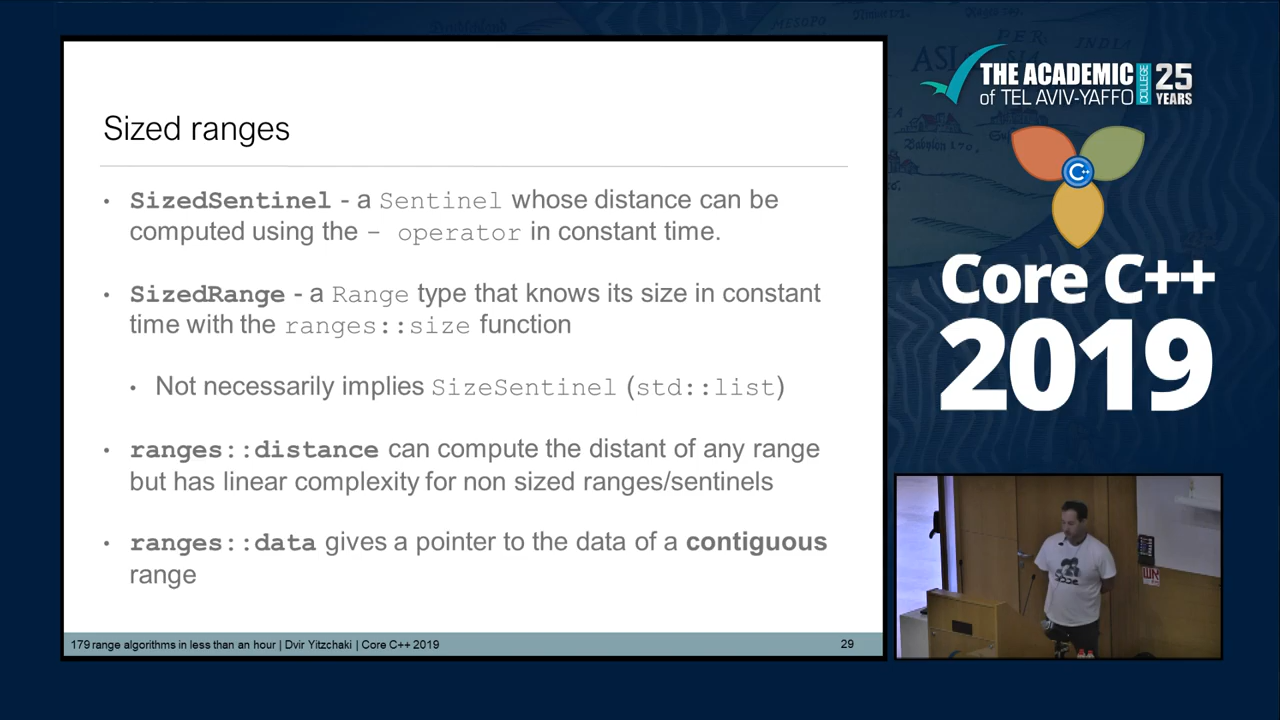 Sized ranges
• SizedSentinel - a Sentinel whose distance can be
computed using the - operator in constant time.
• SizedRange - a Range type that knows its size in constant
time with the ranges::size function
• Not necessarily implies SizeSentinel (std::list)
• ranges::distance can compute the distant of any range
but has linear complexity for non sized ranges/sentinels
• ranges::data gives a pointer to the data of a contiguous
range
179 range algorithms in less than an hour | Dvir Yitzchaki | Core C++ 2019
29
THE ACADEMIC COLLEGE 25
of TEL AVIV-YAFFO YEARS
C++
Core C++
2019